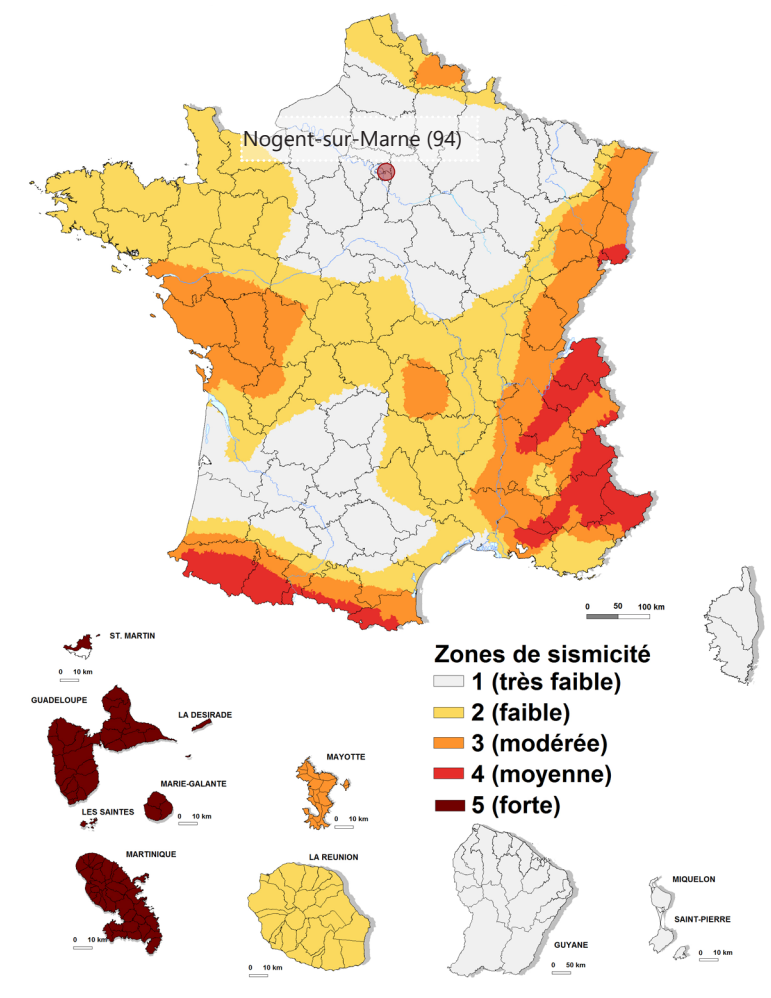 Nogent-sur-Marne (94)
0 50 100 km
ST. MARTIN
0 10 km
GUADELOUPE
LA DESIRADE
MARIE-GALANTE
0 10 km
LES SAINTES
MAYOTTE
0 10 km
Zones de sismicité
1 (très faible)
2 (faible)
3 (modérée)
4 (moyenne)
5 (forte)
MARTINIQUE
0 10 km
LA REUNION
0 10 km
GUYANE
0 50 km
MIQUELON
SAINT-PIERRE
0 10 km